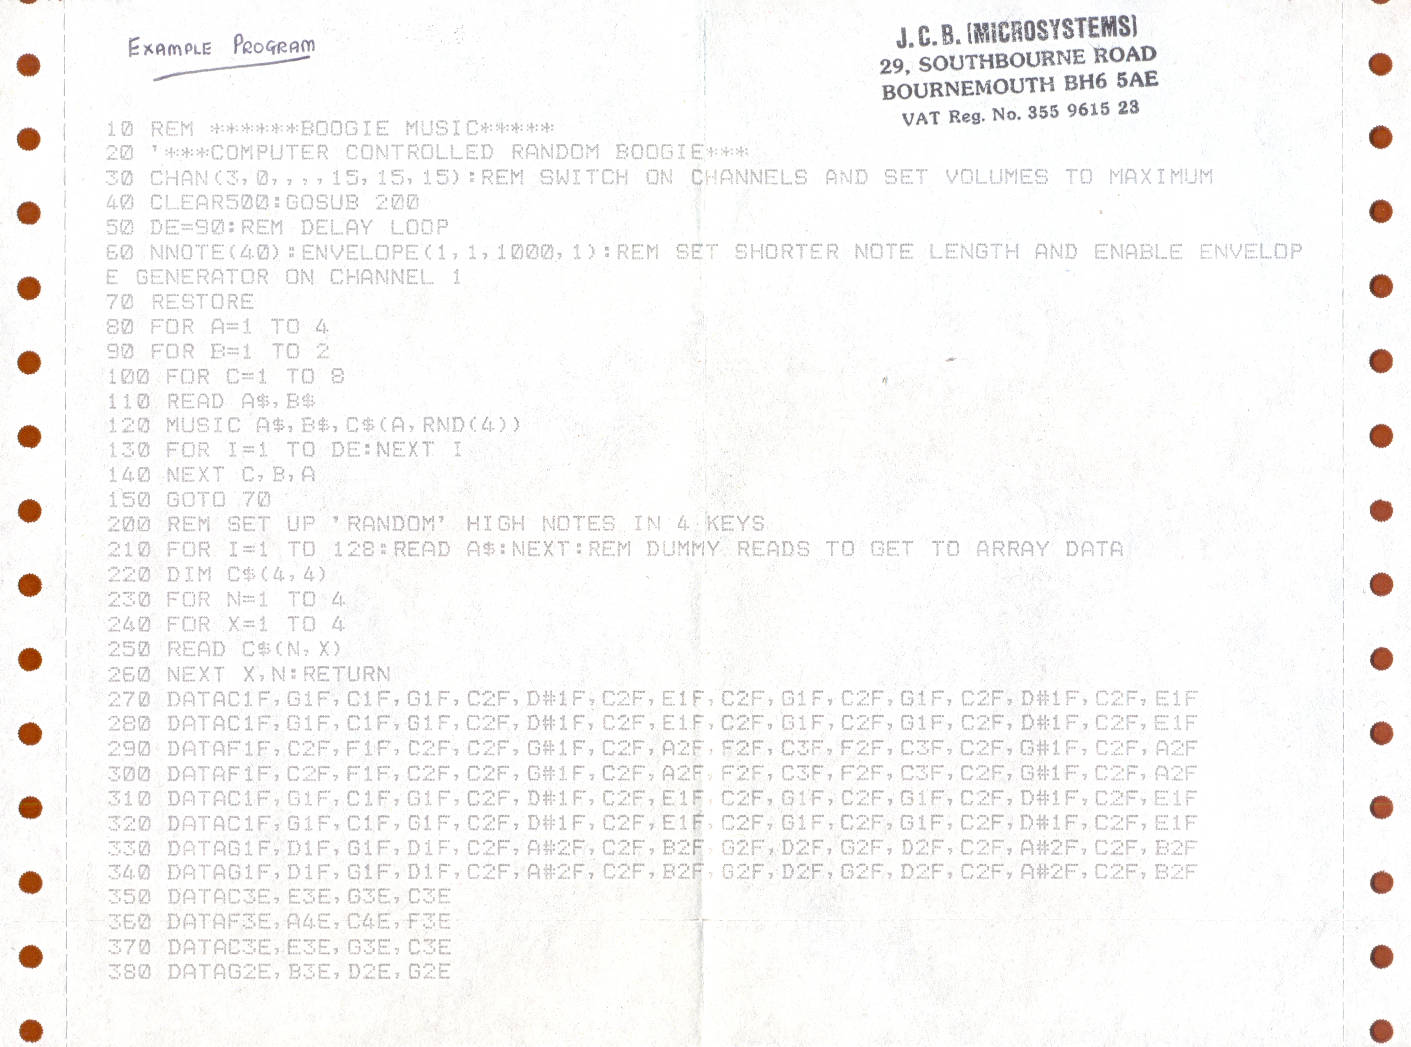 EXAMPLE PROGRAM
J.C.B. (MICROSYSTEMS)
29, SOUTHBOURNE ROAD
BOURNEMOUTH BH6 5AE
VAT Reg. No. 355 9615 23
10 REM ******BOOGIE MUSIC*****
20 '***COMPUTER CONTROLLED RANDOM BOOGIE***
30 CHAN(3,0,,,,15,15,15):REM SWITCH ON CHANNELS AND SET VOLUMES TO MAXIMUM
40 CLEAR500:GOSUB 200
50 DE=90:REM DELAY LOOP
60 NNOTE(40):ENVELOPE(1,1,1000,1):REM SET SHORTER NOTE LENGTH AND ENABLE ENVELOP
E GENERATOR ON CHANNEL 1
70 RESTORE
80 FOR A=1 TO 4
90 FOR B=1 TO 2
100 FOR C=1 TO 8
110 READ A$,B$
120 MUSIC A$,B$,C$(A,RND(4))
130 FOR I=1 TO DE:NEXT I
140 NEXT C,B,A
150 GOTO 70
200 REM SET UP 'RANDOM' HIGH NOTES IN 4 KEYS
210 FOR I=1 TO 128:READ A$:NEXT:REM DUMMY READS TO GET TO ARRAY DATA
220 DIM C$(4,4)
230 FOR N=1 TO 4
240 FOR X=1 TO 4
250 READ C$(N,X)
260 NEXT X,N:RETURN
270 DATAC1F,G1F,C1F,G1F,C2F,D#1F,C2F,E1F,C2F,G1F,C2F,G1F,C2F,D#1F,C2F,E1F
280 DATAC1F,G1F,C1F,G1F,C2F,D#1F,C2F,E1F,C2F,G1F,C2F,G1F,C2F,D#1F,C2F,E1F
290 DATAF1F,C2F,F1F,C2F,C2F,G#1F,C2F,A2F,F2F,C3F,F2F,C3F,C2F,G#1F,C2F,A2F
300 DATAF1F,C2F,F1F,C2F,C2F,G#1F,C2F,A2F,F2F,C3F,F2F,C3F,C2F,G#1F,C2F,A2F
310 DATAC1F,G1F,C1F,G1F,C2F,D#1F,C2F,E1F,C2F,G1F,C2F,G1F,C2F,D#1F,C2F,E1F
320 DATAC1F,G1F,C1F,G1F,C2F,D#1F,C2F,E1F,C2F,G1F,C2F,G1F,C2F,D#1F,C2F,E1F
330 DATAG1F,D1F,G1F,D1F,C2F,A#2F,C2F,B2F,G2F,D2F,G2F,D2F,C2F,A#2F,C2F,B2F
340 DATAG1F,D1F,G1F,D1F,C2F,A#2F,C2F,B2F,G2F,D2F,G2F,D2F,C2F,A#2F,C2F,B2F
350 DATAC3E,E3E,G3E,C3E
360 DATAF3E,A4E,C4E,F3E
370 DATAC3E,E3E,G3E,C3E
380 DATAG2E,B3E,D2E,G2E